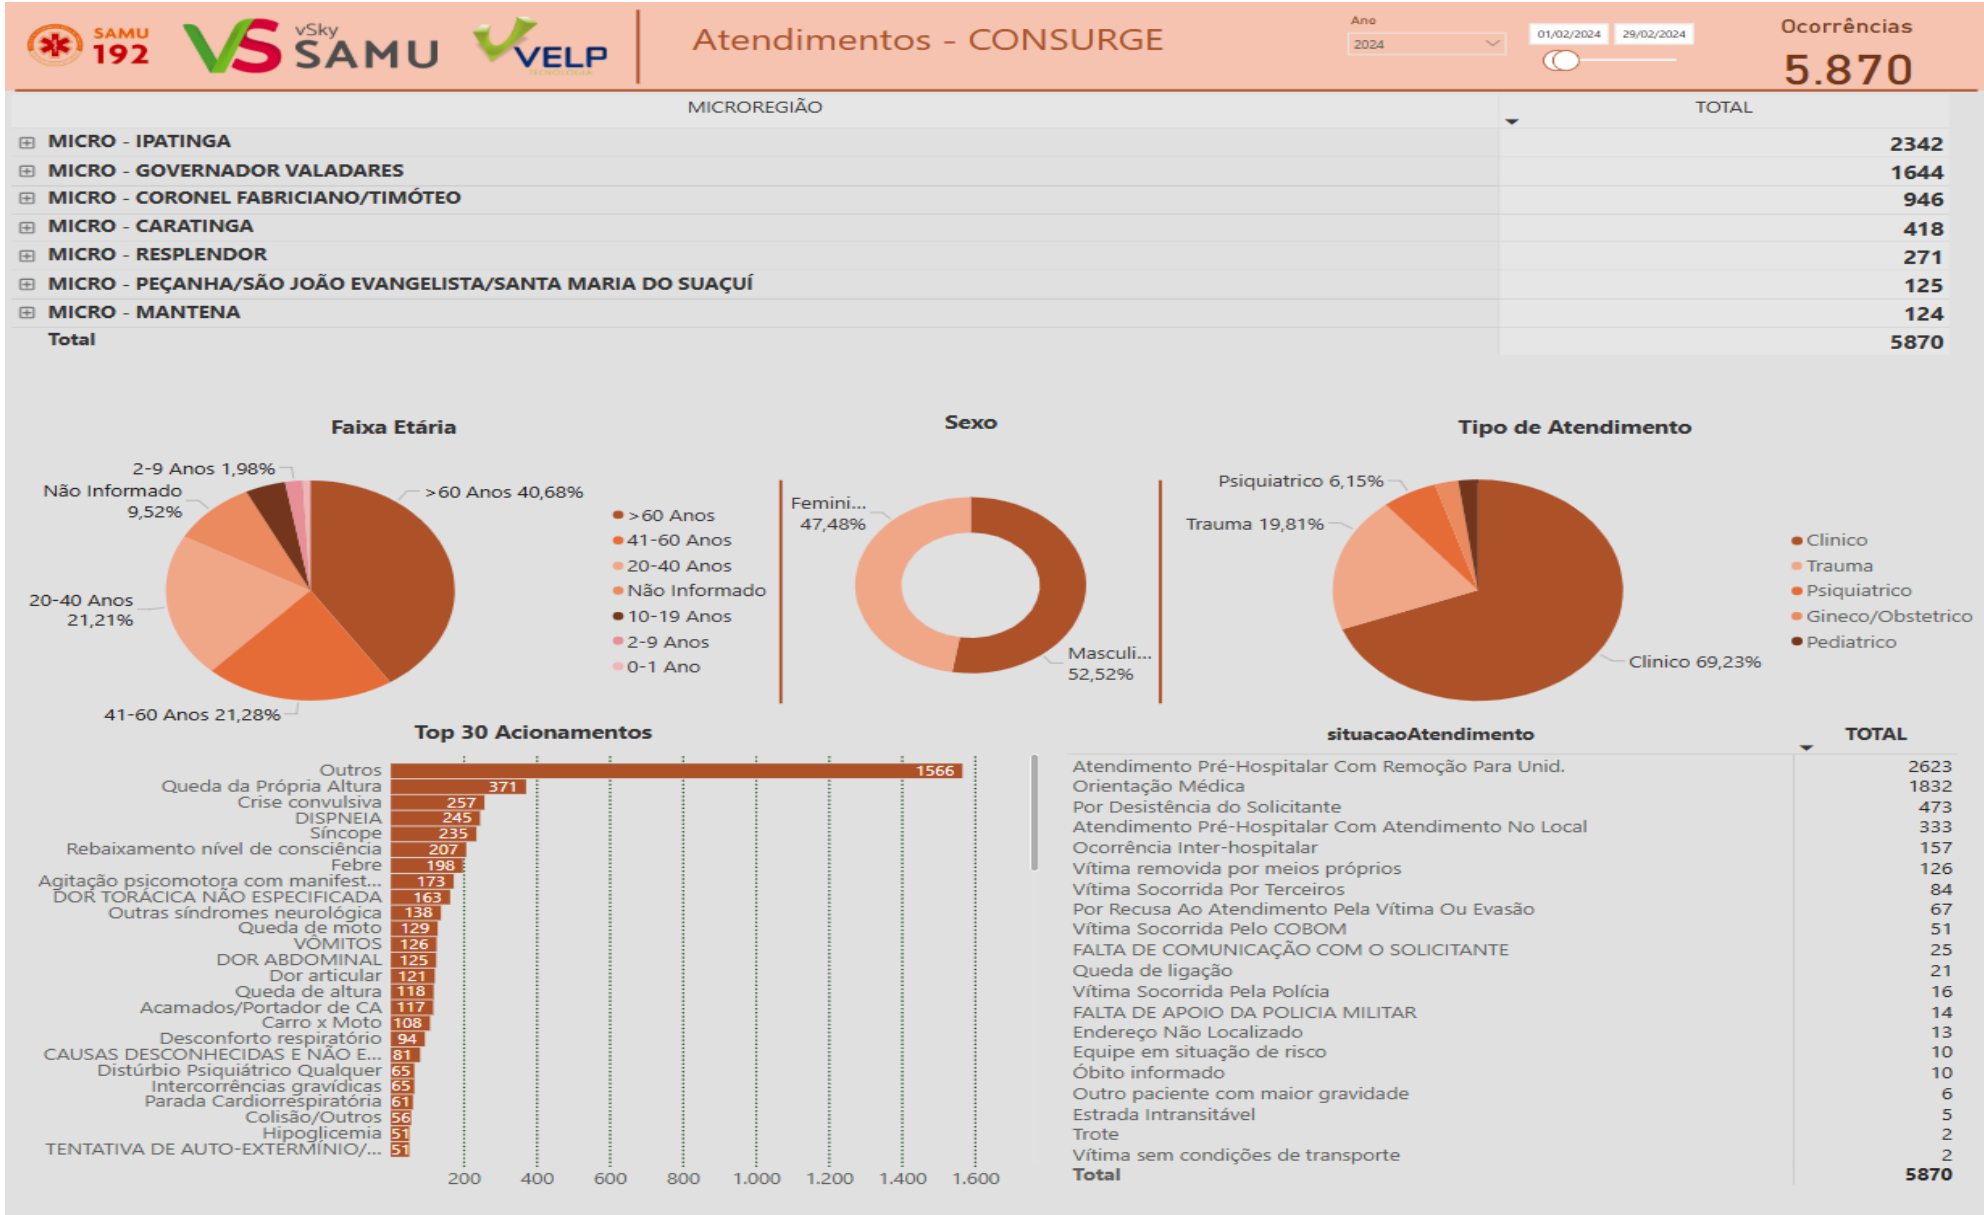 SAMU
192
vSky
SAMU
VELP
TECNOLOGIA
Atendimentos - CONSURGE
Ano
2024
01/02/2024 29/02/2024
Ocorrências
5.870
MICROREGIÃO TOTAL
MICRO - IPATINGA 2342
MICRO - GOVERNADOR VALADARES 1644
MICRO - CORONEL FABRICIANO/TIMÓTEO 946
MICRO - CARATINGA 418
MICRO - RESPLENDOR 271
MICRO - PEÇANHA/SÃO JOÃO EVANGELISTA/SANTA MARIA DO SUAÇUÍ 125
MICRO - MANTENA 124
Total 5870
Faixa Etária
2-9 Anos 1,98%
Não Informado
9,52%
>60 Anos 40,68%
20-40 Anos
21,21%
41-60 Anos 21,28%
>60 Anos
41-60 Anos
20-40 Anos
Não Informado
10-19 Anos
2-9 Anos
0-1 Ano
Sexo
Femini...
47,48%
Masculi...
52,52%
Tipo de Atendimento
Psiquiatrico 6,15%
Trauma 19,81%
Clinico 69,23%
Clinico
Trauma
Psiquiatrico
Gineco/Obstetrico
Pediatrico
Top 30 Acionamentos
Outros 1566
Queda da Própria Altura 371
Crise convulsiva 257
DISPNEIA 245
Síncope 235
Rebaixamento nível de consciência 207
Febre 198
Agitação psicomotora com manifest... 173
DOR TORÁCICA NÃO ESPECIFICADA 163
Outras síndromes neurológica 138
Queda de moto 129
VÔMITOS 126
DOR ABDOMINAL 125
Dor articular 121
Queda de altura 118
Acamados/Portador de CA 117
Carro x Moto 108
Desconforto respiratório 94
CAUSAS DESCONHECIDAS E NÃO E... 81
Distúrbio Psiquiátrico Qualquer 65
Intercorrências gravídicas 65
Parada Cardiorrespiratória 61
Colisão/Outros 56
Hipoglicemia 51
TENTATIVA DE AUTO-EXTERMÍNIO/... 51
200 400 600 800 1.000 1.200 1.400 1.600
situacaoAtendimento TOTAL
Atendimento Pré-Hospitalar Com Remoção Para Unid. 2623
Orientação Médica 1832
Por Desistência do Solicitante 473
Atendimento Pré-Hospitalar Com Atendimento No Local 333
Ocorrência Inter-hospitalar 157
Vítima removida por meios próprios 126
Vítima Socorrida Por Terceiros 84
Por Recusa Ao Atendimento Pela Vítima Ou Evasão 67
Vítima Socorrida Pelo COBOM 51
FALTA DE COMUNICAÇÃO COM O SOLICITANTE 25
Queda de ligação 21
Vítima Socorrida Pela Polícia 16
FALTA DE APOIO DA POLICIA MILITAR 14
Endereço Não Localizado 13
Equipe em situação de risco 10
Óbito informado 10
Outro paciente com maior gravidade 6
Estrada Intransitável 5
Trote 2
Vítima sem condições de transporte 2
Total 5870